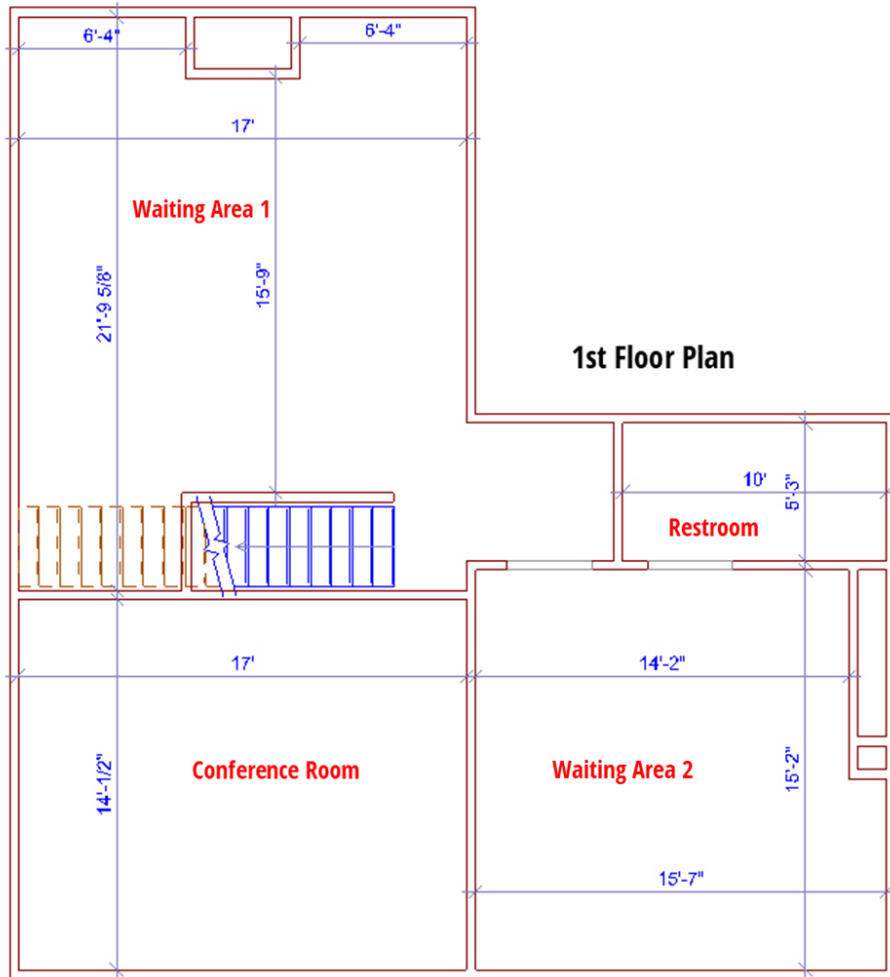 6'-4"
6'-4"
17'
Waiting Area 1
21'-9 5/8"
15'-9"
1st Floor Plan
10'
5'-3"
Restroom
17'
14'-2"
Conference Room
Waiting Area 2
14'-1/2"
15'-2"
15'-7"